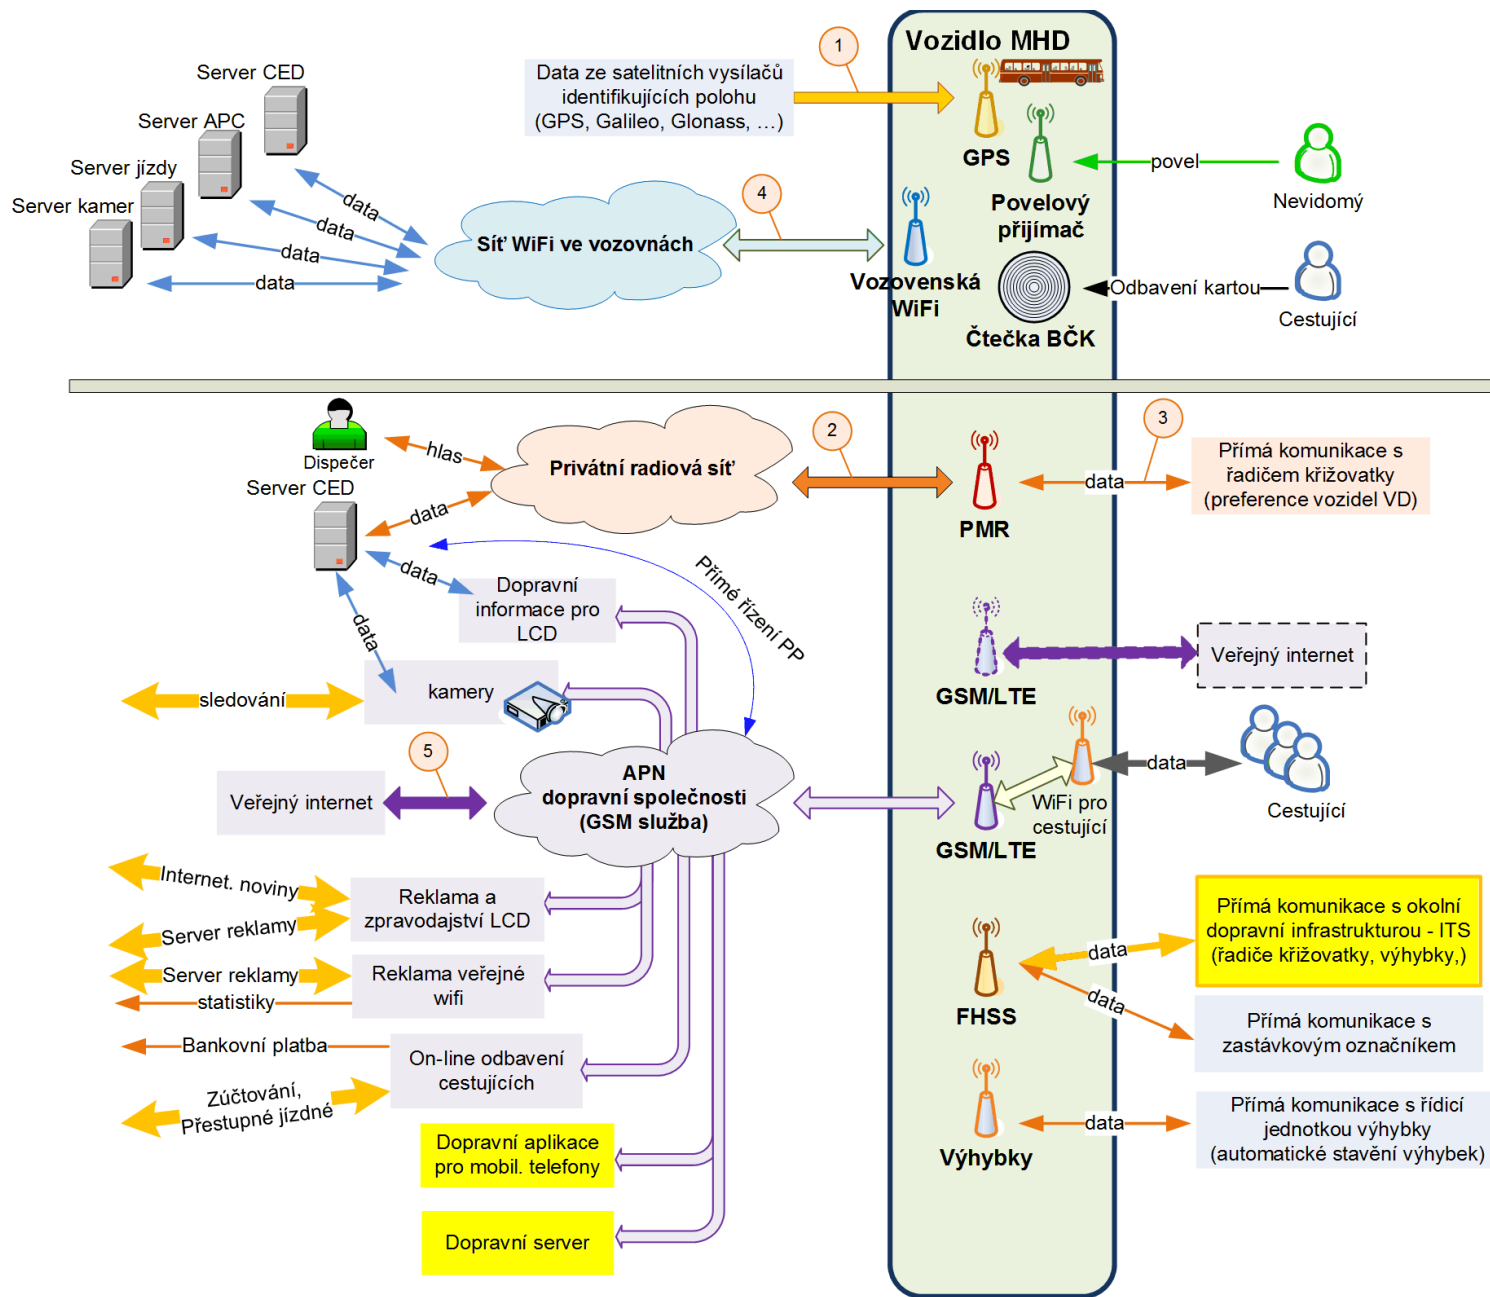 Vozidlo MHD
1
Server CED
Data ze satelitních vysílačů
identifikujících polohu
(GPS, Galileo, Glonass, …)
Server APC
GPS
povel
Nevidomý
Server jízdy
Server kamer
data
data
data
data
Síť WiFi ve vozovnách
4
Povelový
přijímač
Vozovenská
WiFi
Odbavení kartou
Cestující
Čtečka BČK
Dispečer
hlas
Privátní radiová síť
2
3
data
Přímá komunikace s
řadičem křižovatky
(preference vozidel VD)
PMR
Server CED
data
data
data
Dopravní
informace pro
LCD
Přímé řízení PP
GSM/LTE
Veřejný internet
sledování
kamery
5
Veřejný internet
APN
dopravní společnosti
(GSM služba)
GSM/LTE
WiFi pro
cestující
data
Cestující
Internet. noviny
Server reklamy
Reklama a
zpravodajství LCD
Server reklamy
statistiky
Reklama veřejné
wifi
FHSS
data
Přímá komunikace s okolní
dopravní infrastrukturou - ITS
(řadiče křižovatky, výhybky,)
data
Přímá komunikace s
zastávkovým označníkem
Bankovní platba
Zúčtování,
Přestupné jízdné
On-line odbavení
cestujících
Výhybky
data
Přímá komunikace s řídicí
jednotkou výhybky
(automatické stavění výhybek)
Dopravní aplikace
pro mobil. telefony
Dopravní server